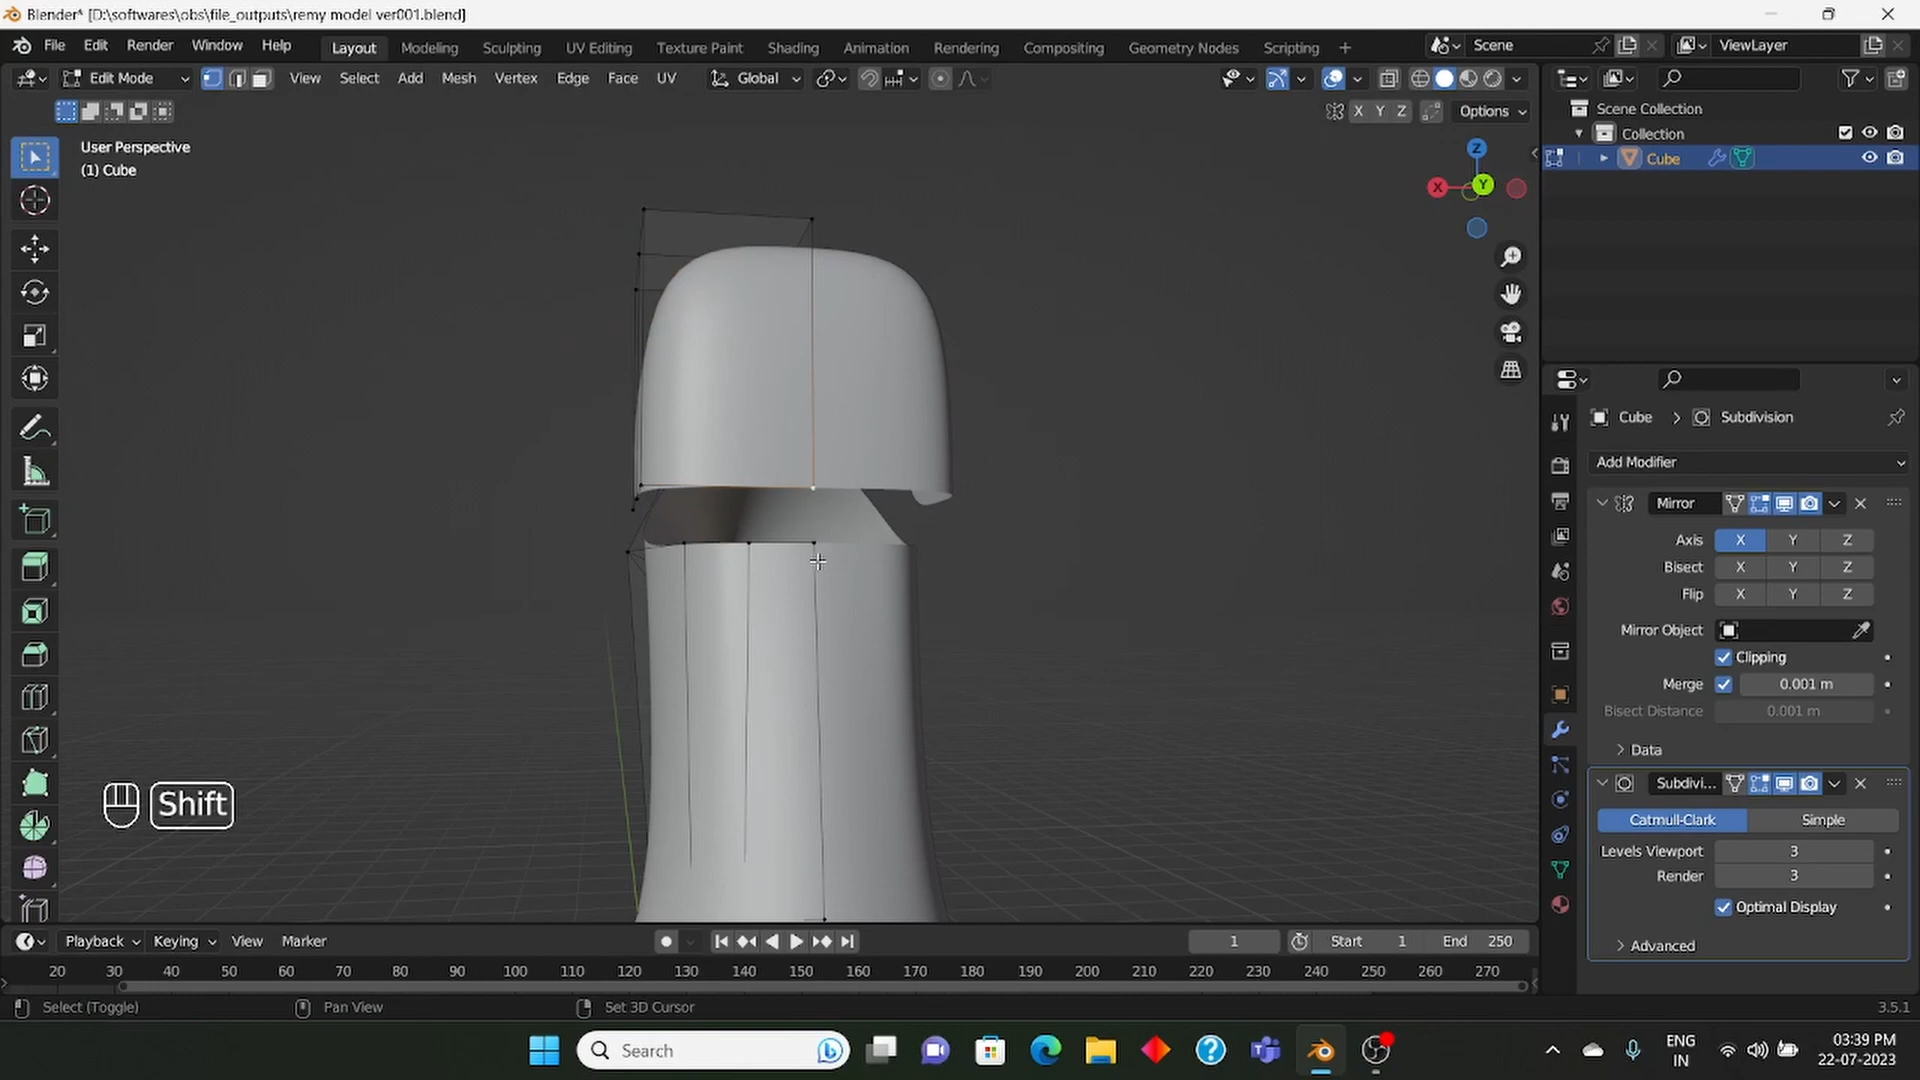 Blender* [D:\softwares\obs\file_outputs\remy model ver001.blend]
File Edit Render Window Help Layout Modeling Sculpting UV Editing Texture Paint Shading Animation Rendering Compositing Geometry Nodes Scripting + Scene ViewLayer
Edit Mode View Select Add Mesh Vertex Edge Face UV Global
X Y Z Options
User Perspective
(1) Cube
Z
X
Y
Scene Collection
Collection
Cube
Cube > Subdivision
Add Modifier
Mirror
Axis X Y Z
Bisect X Y Z
Flip X Y Z
Mirror Object
Clipping
Merge 0.001 m
Bisect Distance 0.001 m
Data
Subdivi...
Catmull-Clark Simple
Levels Viewport 3
Render 3
Optimal Display
Advanced
Shift
Playback Keying View Marker 1 Start 1 End 250
20 30 40 50 60 70 80 90 100 110 120 130 140 150 160 170 180 190 200 210 220 230 240 250 260 270
Select (Toggle) Pan View Set 3D Cursor 3.5.1
Search
ENG
IN
03:39 PM
22-07-2023